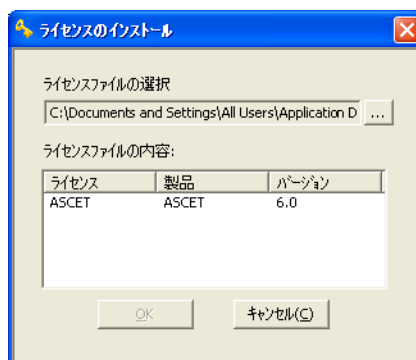 ライセンスのインストール
ライセンスファイルの選択
C:\Documents and Settings\All Users\Application D ...
ライセンスファイルの内容:
ライセンス 製品 バージョン
ASCET ASCET 6.0
OK キャンセル(C)